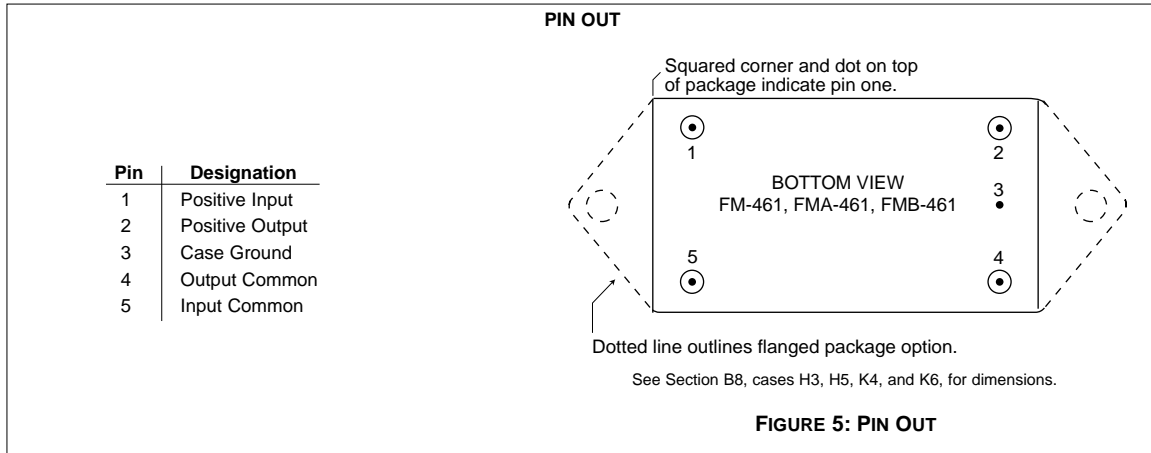 PIN OUT
Pin Designation
1 Positive Input
2 Positive Output
3 Case Ground
4 Output Common
5 Input Common
Squared corner and dot on top
of package indicate pin one.
1
2
BOTTOM VIEW
FM-461, FMA-461, FMB-461
3
5
4
Dotted line outlines flanged package option.
See Section B8, cases H3, H5, K4, and K6, for dimensions.
FIGURE 5: PIN OUT